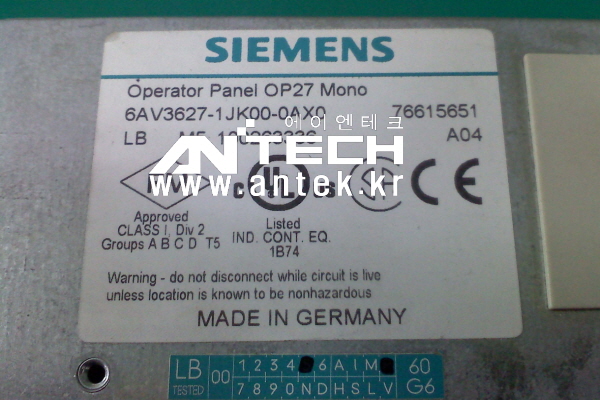 SIEMENS
Operator Panel OP27 Mono
6AV3627-1JK00-0AX0 76615651
에이엔테크
LB A04
ANTECH
www.antek.kr
FM
UL
CE
Approved
CLASS I, Div 2
Groups A B C D T5
Listed
IND. CONT. EQ.
1B74
Warning - do not disconnect while circuit is live
unless location is known to be nonhazardous
MADE IN GERMANY
LB 00 1 2 3 4 6 A I M 60
TESTED 7 8 9 0 N D H S L V G6